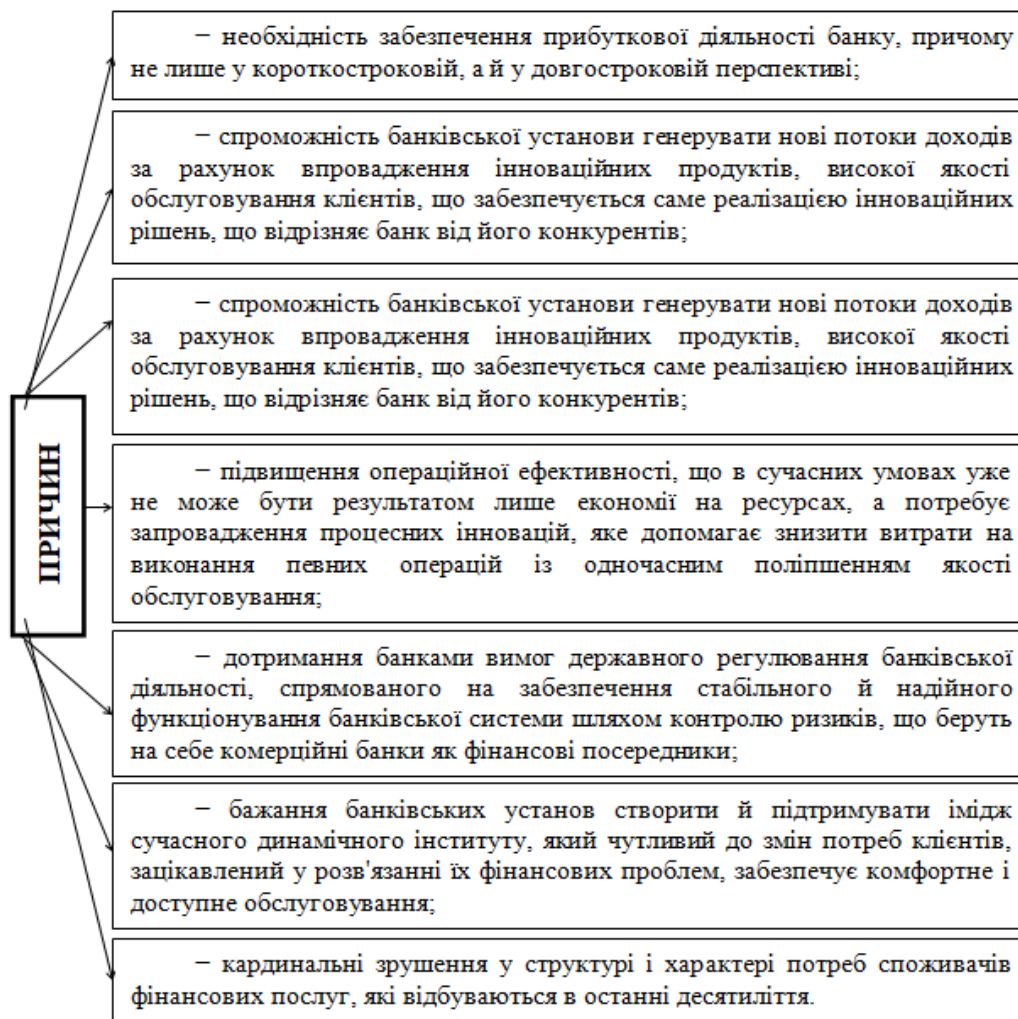 – необхідність забезпечення прибуткової діяльності банку, причому
не лише у короткостроковій, а й у довгостроковій перспективі;
– спроможність банківської установи генерувати нові потоки доходів
за рахунок впровадження інноваційних продуктів, високої якості
обслуговування клієнтів, що забезпечується саме реалізацією інноваційних
рішень, що відрізняє банк від його конкурентів;
– спроможність банківської установи генерувати нові потоки доходів
за рахунок впровадження інноваційних продуктів, високої якості
обслуговування клієнтів, що забезпечується саме реалізацією інноваційних
рішень, що відрізняє банк від його конкурентів;
ПРИЧИН
– підвищення операційної ефективності, що в сучасних умовах уже
не може бути результатом лише економії на ресурсах, а потребує
запровадження процесних інновацій, яке допомагає знизити витрати на
виконання певних операцій із одночасним поліпшенням якості
обслуговування;
– дотримання банками вимог державного регулювання банківської
діяльності, спрямованого на забезпечення стабільного й надійного
функціонування банківської системи шляхом контролю ризиків, що беруть
на себе комерційні банки як фінансові посередники;
– бажання банківських установ створити й підтримувати імідж
сучасного динамічного інституту, який чутливий до змін потреб клієнтів,
зацікавлений у розв'язанні їх фінансових проблем, забезпечує комфортне і
доступне обслуговування;
– кардинальні зрушення у структурі і характері потреб споживачів
фінансових послуг, які відбуваються в останні десятиліття.